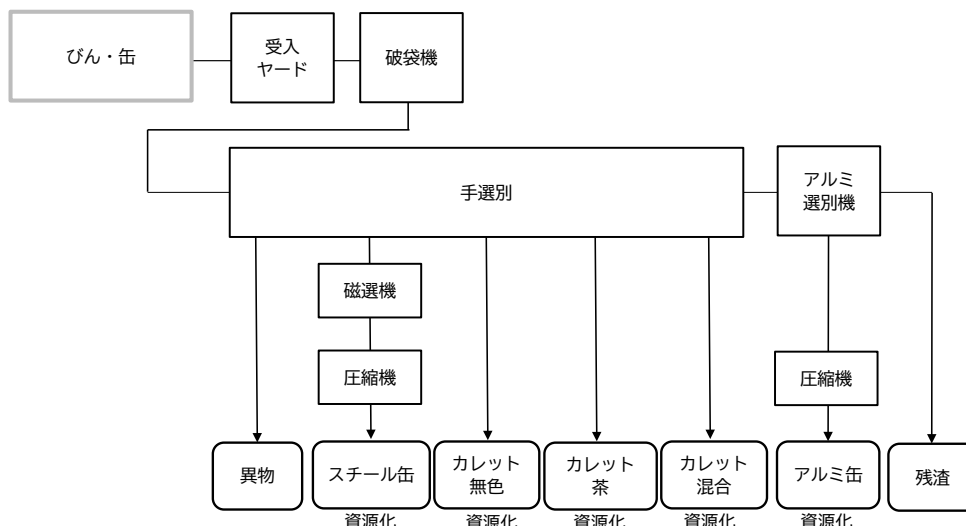 びん・缶
受入
ヤード
破袋機
手選別
アルミ
選別機
磁選機
圧縮機
圧縮機
異物
スチール缶
カレット
無色
カレット
茶
カレット
混合
アルミ缶
残渣
資源化
資源化
資源化
資源化
資源化